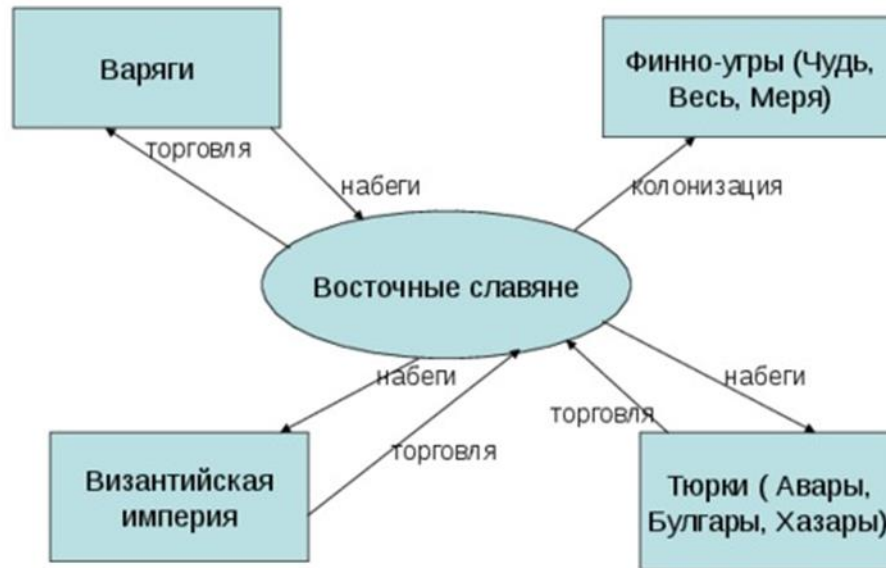 Варяги
Финно-угры (Чудь,
Весь, Меря)
торговля
набеги
колонизация
Восточные славяне
набеги
набеги
торговля
торговля
Византийская
империя
Тюрки ( Авары,
Булгары, Хазары)